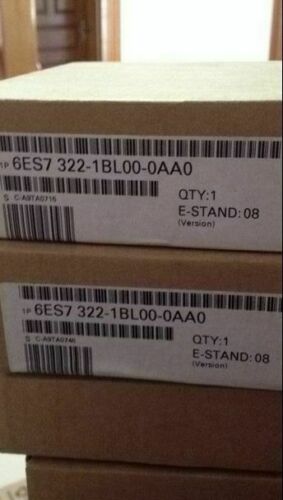 1P 6ES7 322-1BL00-0AA0
S C-A9TA0715
QTY:1
E-STAND:08
(Version)
1P 6ES7 322-1BL00-0AA0
S C-A9TA0746
QTY:1
E-STAND:08
(Version)